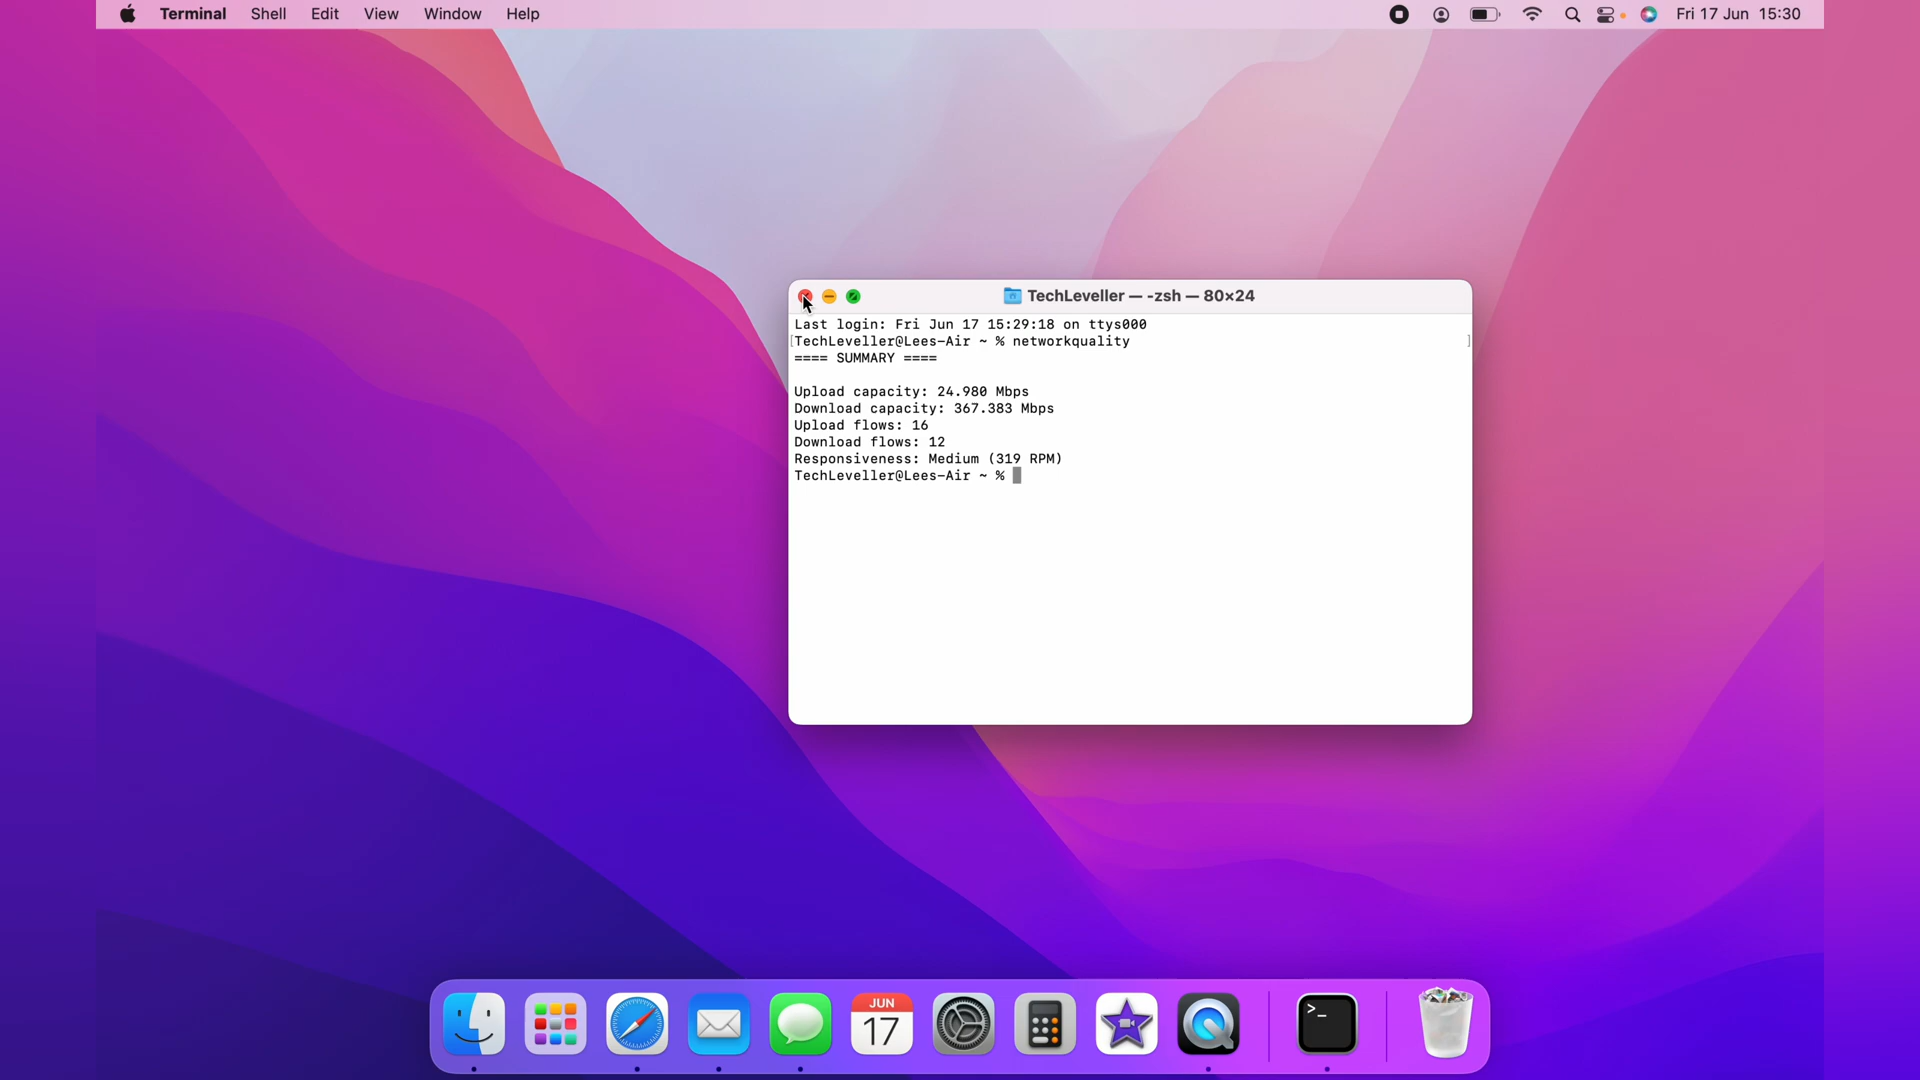 Terminal Shell Edit View Window Help
Fri 17 Jun 15:30
TechLeveller — -zsh — 80×24
Last login: Fri Jun 17 15:29:18 on ttys000
[TechLeveller@Lees-Air ~ % networkquality ]
==== SUMMARY ====
Upload capacity: 24.980 Mbps
Download capacity: 367.383 Mbps
Upload flows: 16
Download flows: 12
Responsiveness: Medium (319 RPM)
TechLeveller@Lees-Air ~ %
JUN
17
>_